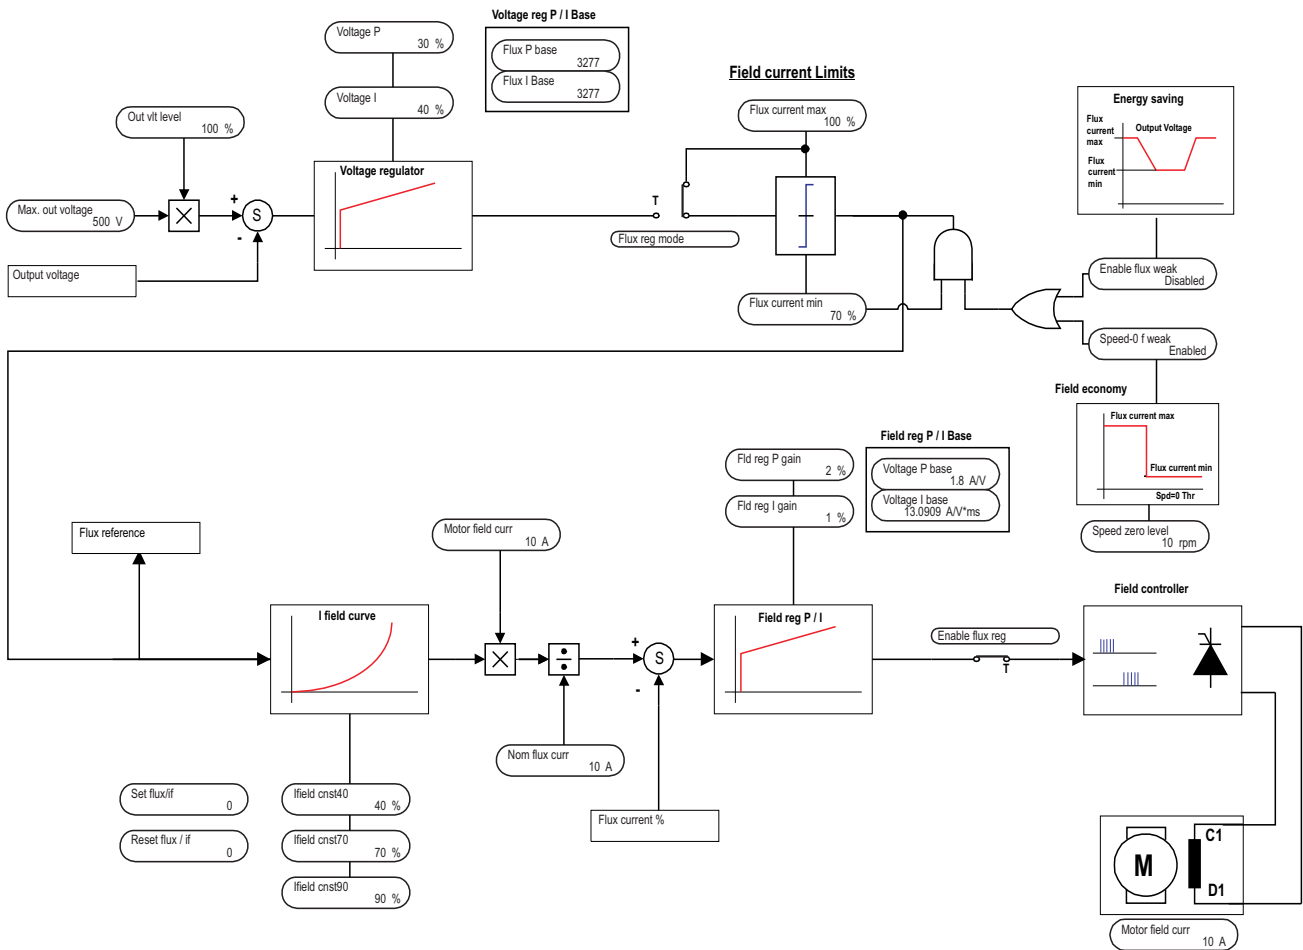 Voltage reg P / I Base
Voltage P
30 %
Flux P base
3277
Flux I Base
3277
Voltage I
40 %
Field current Limits
Out vlt level
100 %
Flux current max
100 %
Energy saving
Flux
current
max
Output Voltage
Flux
current
min
Voltage regulator
Max. out voltage
500 V
+
S
-
T
Flux reg mode
Output voltage
Enable flux weak
Disabled
Flux current min
70 %
Speed-0 f weak
Enabled
Field economy
Flux current max
Flux current min
Spd=0 Thr
Speed zero level
10 rpm
Field reg P / I Base
Fld reg P gain
2 %
Voltage P base
1.8 A/V
Voltage I base
13.0909 A/V*ms
Fld reg I gain
1 %
Flux reference
Motor field curr
10 A
I field curve
Field reg P / I
Field controller
Enable flux reg
T
+
S
-
Nom flux curr
10 A
Flux current %
Set flux/if
0
Reset flux / if
0
Ifield cnst40
40 %
Ifield cnst70
70 %
Ifield cnst90
90 %
M
C1
D1
Motor field curr
10 A